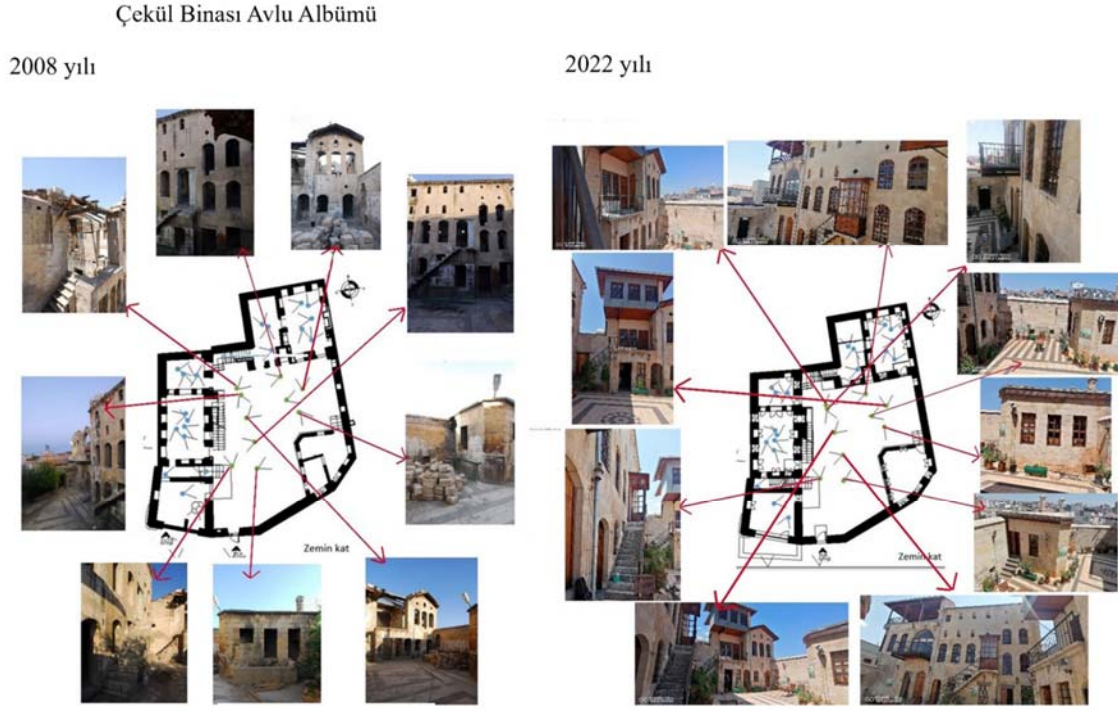 Çekül Binası Avlu Albümü
2008 yılı
2022 yılı
Zemin kat
Zemin kat